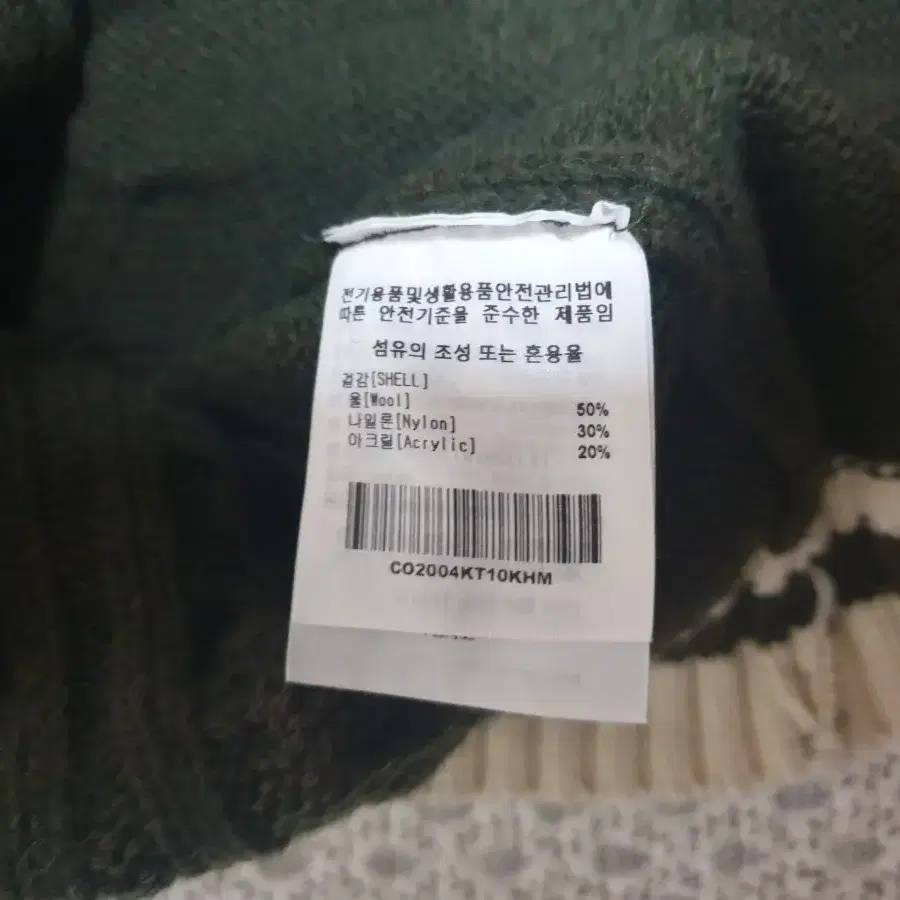 전기용품및생활용품안전관리법에
따른 안전기준을 준수한 제품임
섬유의 조성 또는 혼용율
겉감[SHELL]
울[Wool] 50%
나일론[Nylon] 30%
아크릴[Acrylic] 20%
CO2004KT10KHM